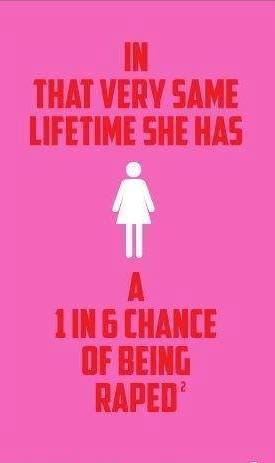 IN
THAT VERY SAME
LIFETIME SHE HAS
A
1 IN 6 CHANCE
OF BEING
RAPED²